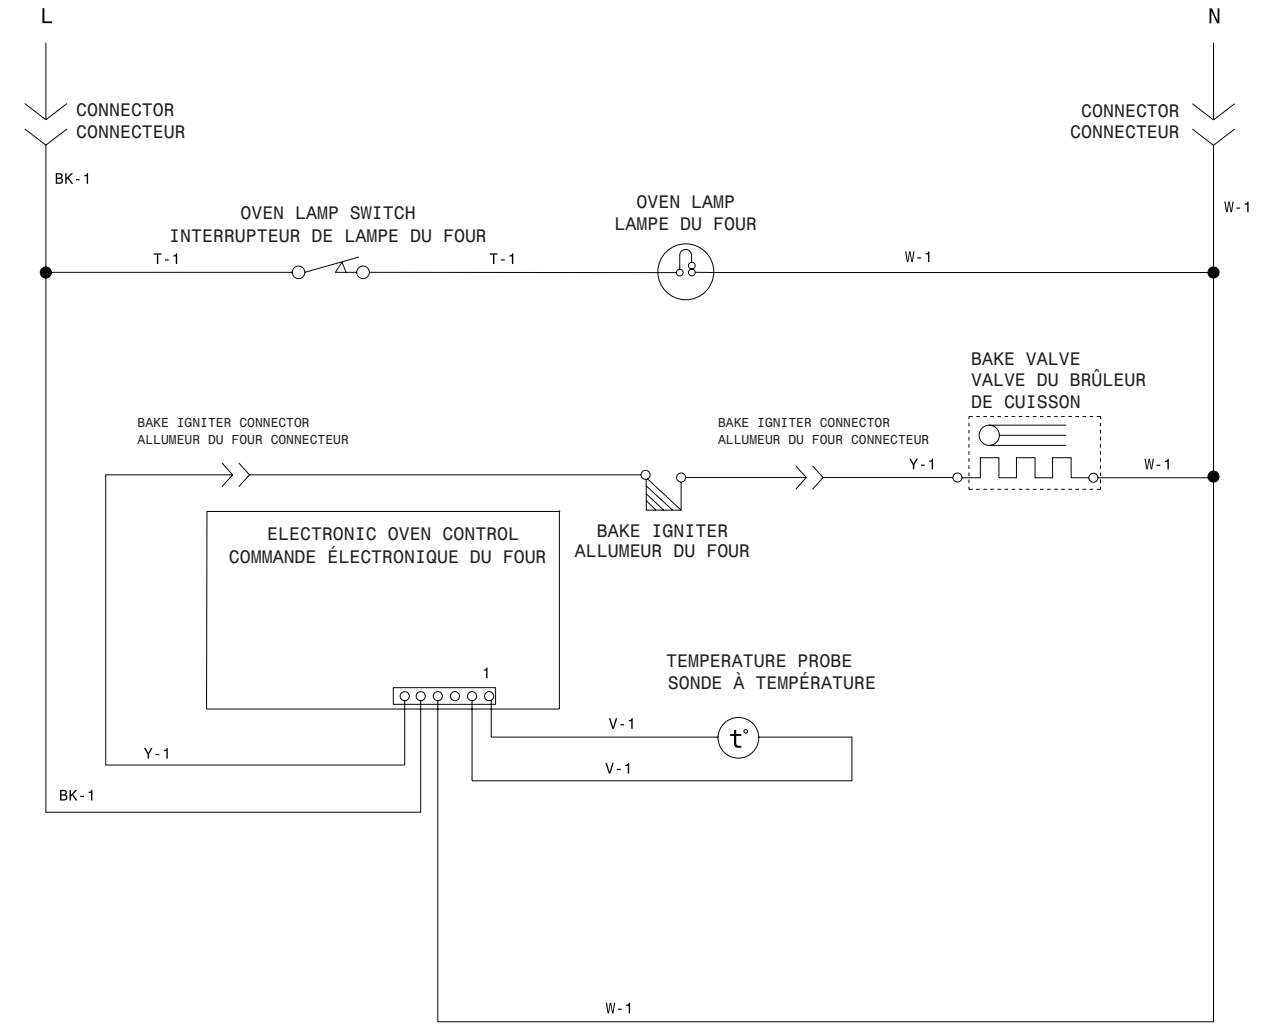 L
N
CONNECTOR
CONNECTEUR
CONNECTOR
CONNECTEUR
BK-1
W-1
OVEN LAMP SWITCH
INTERRUPTEUR DE LAMPE DU FOUR
OVEN LAMP
LAMPE DU FOUR
T-1
T-1
W-1
BAKE VALVE
VALVE DU BRÛLEUR
DE CUISSON
BAKE IGNITER CONNECTOR
ALLUMEUR DU FOUR CONNECTEUR
BAKE IGNITER CONNECTOR
ALLUMEUR DU FOUR CONNECTEUR
Y-1
W-1
BAKE IGNITER
ALLUMEUR DU FOUR
ELECTRONIC OVEN CONTROL
COMMANDE ÉLECTRONIQUE DU FOUR
1
TEMPERATURE PROBE
SONDE À TEMPÉRATURE
V-1
t°
V-1
Y-1
BK-1
W-1